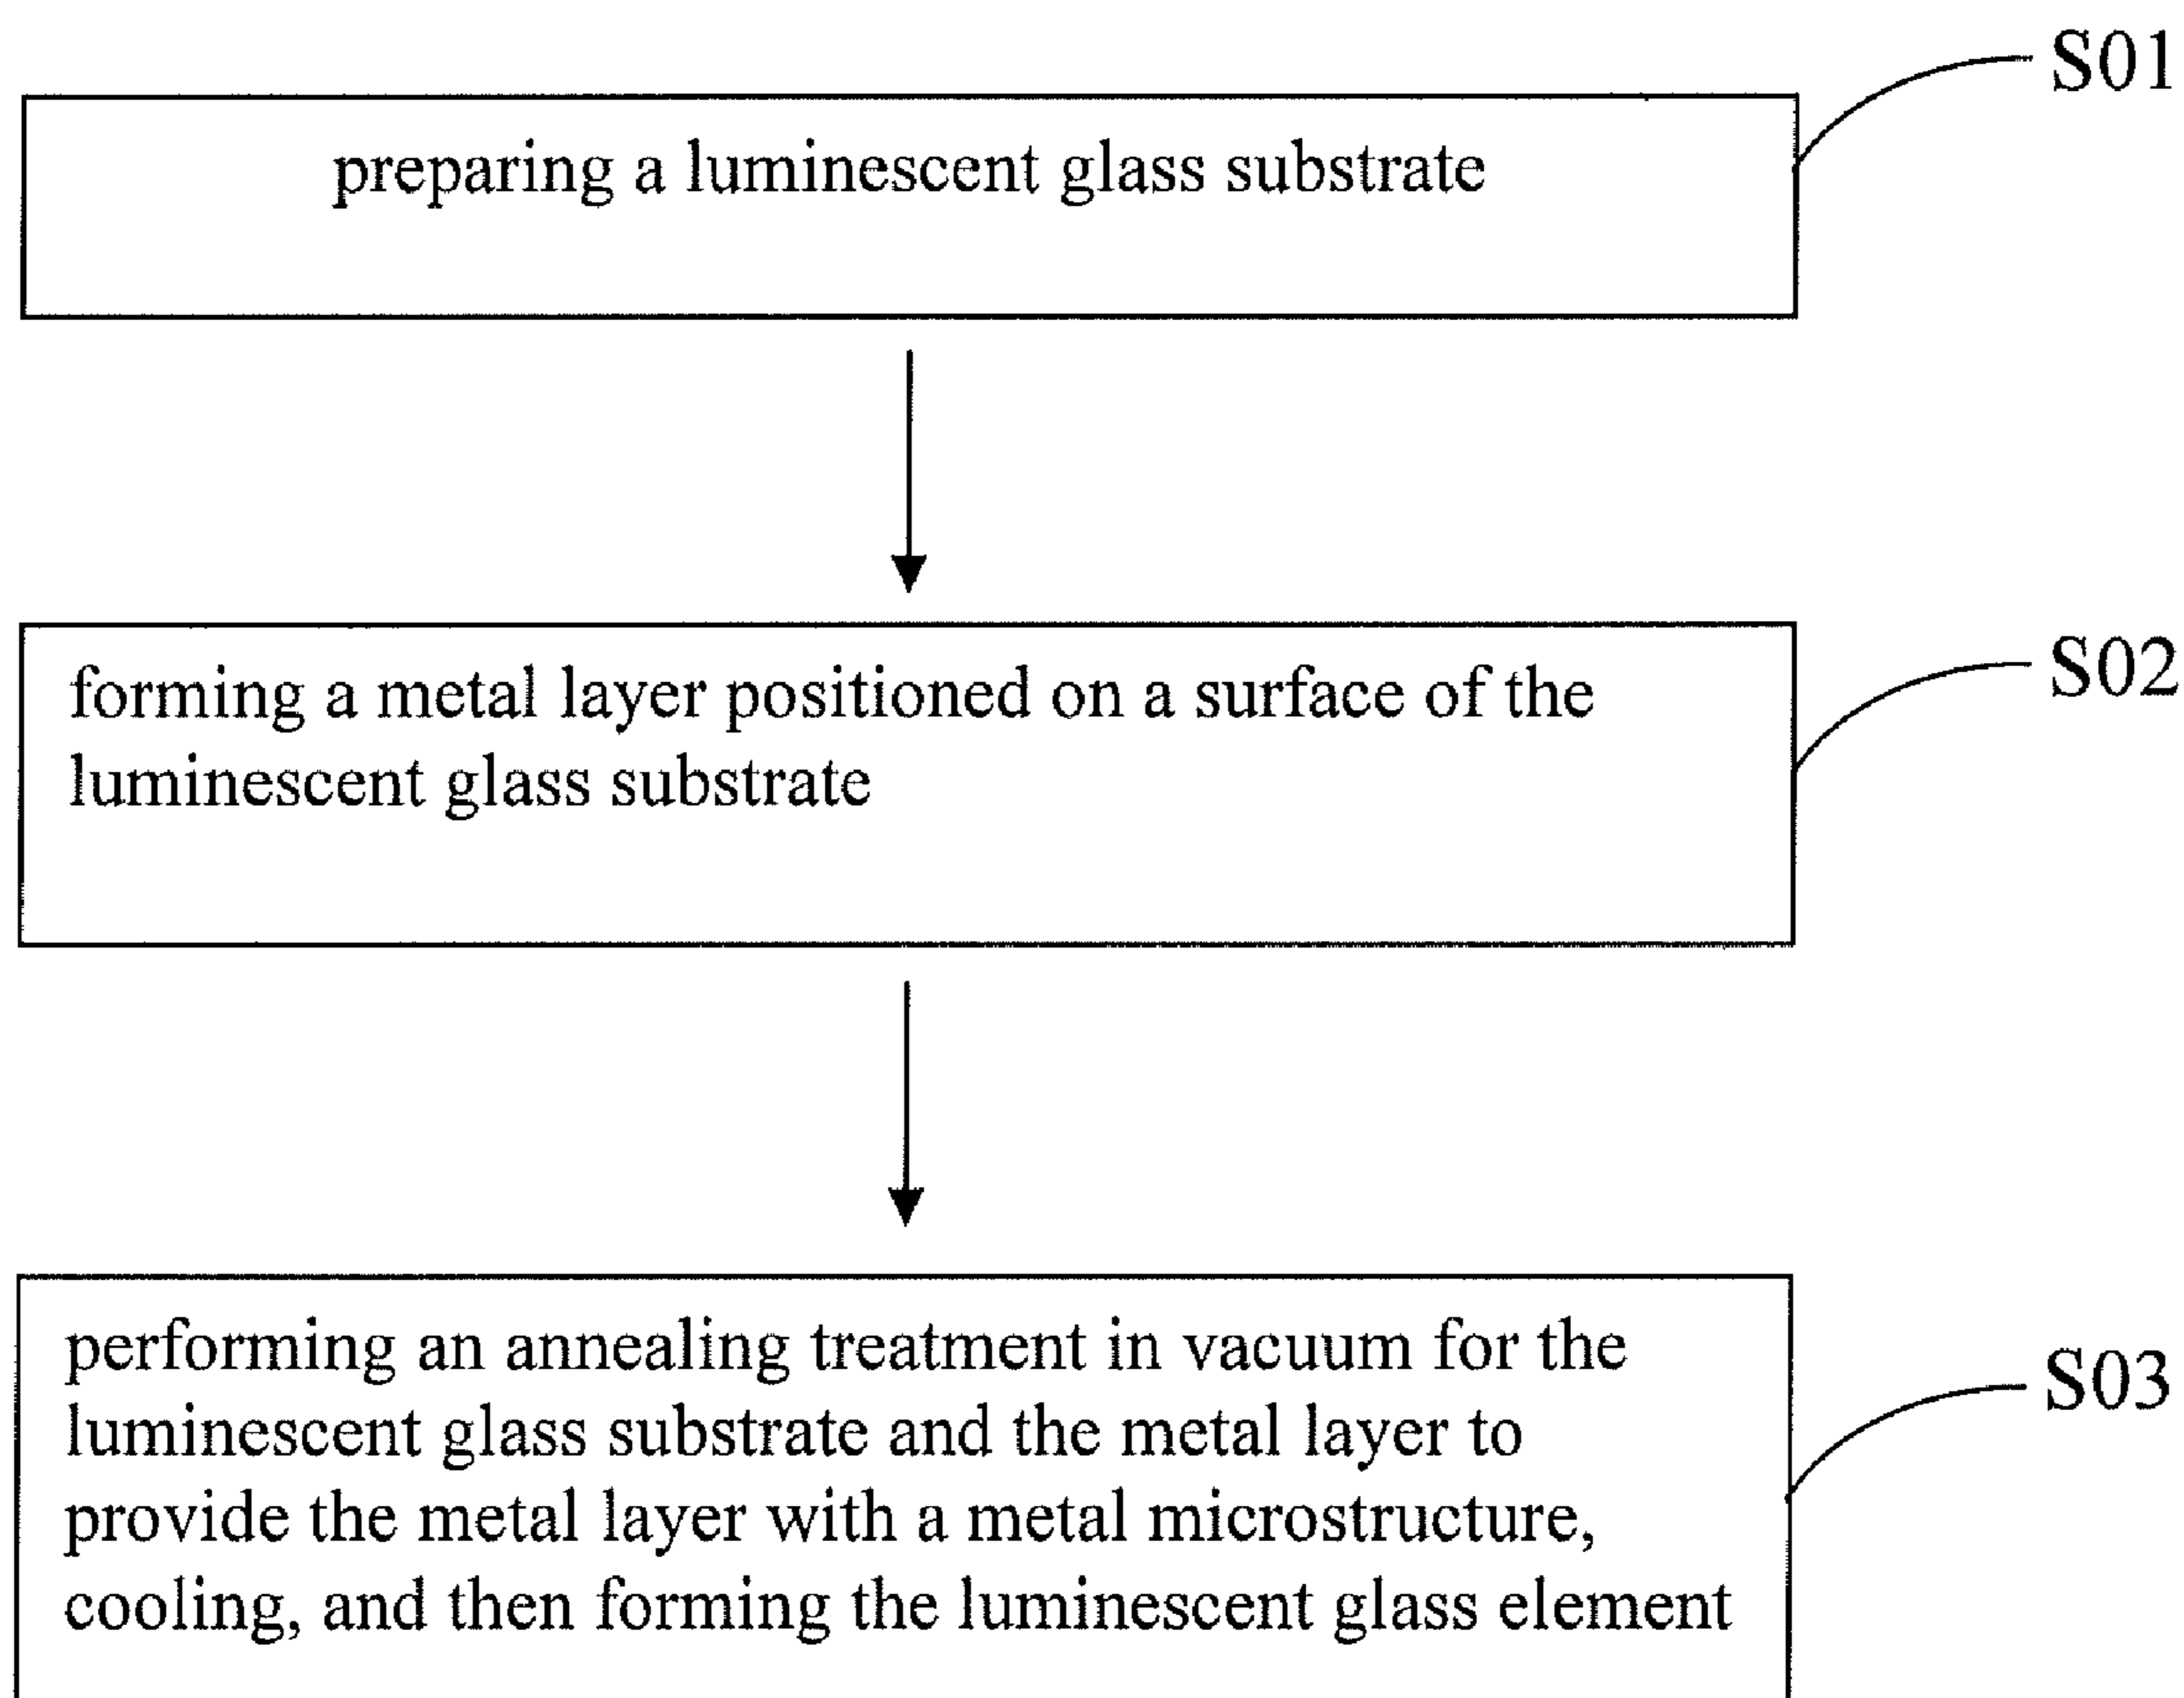 S01
preparing a luminescent glass substrate
S02
forming a metal layer positioned on a surface of the
luminescent glass substrate
S03
performing an annealing treatment in vacuum for the
luminescent glass substrate and the metal layer to
provide the metal layer with a metal microstructure,
cooling, and then forming the luminescent glass element